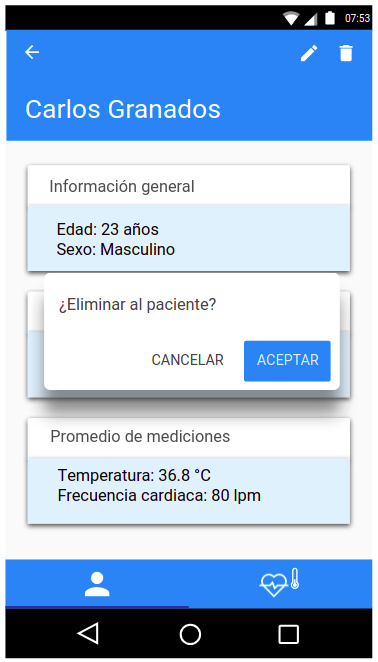 07:53
Carlos Granados
Información general
Edad: 23 años
Sexo: Masculino
¿Eliminar al paciente?
CANCELAR
ACEPTAR
Promedio de mediciones
Temperatura: 36.8 °C
Frecuencia cardiaca: 80 lpm